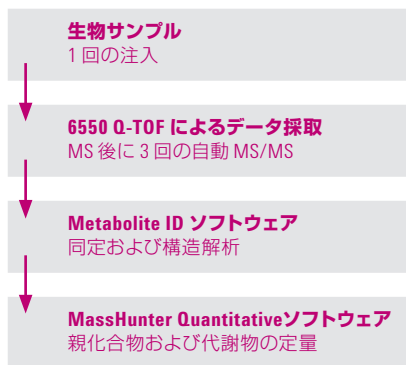 生物サンプル
1 回の注入
6550 Q-TOF によるデータ採取
MS 後に 3 回の自動 MS/MS
Metabolite ID ソフトウェア
同定および構造解析
MassHunter Quantitativeソフトウェア
親化合物および代謝物の定量